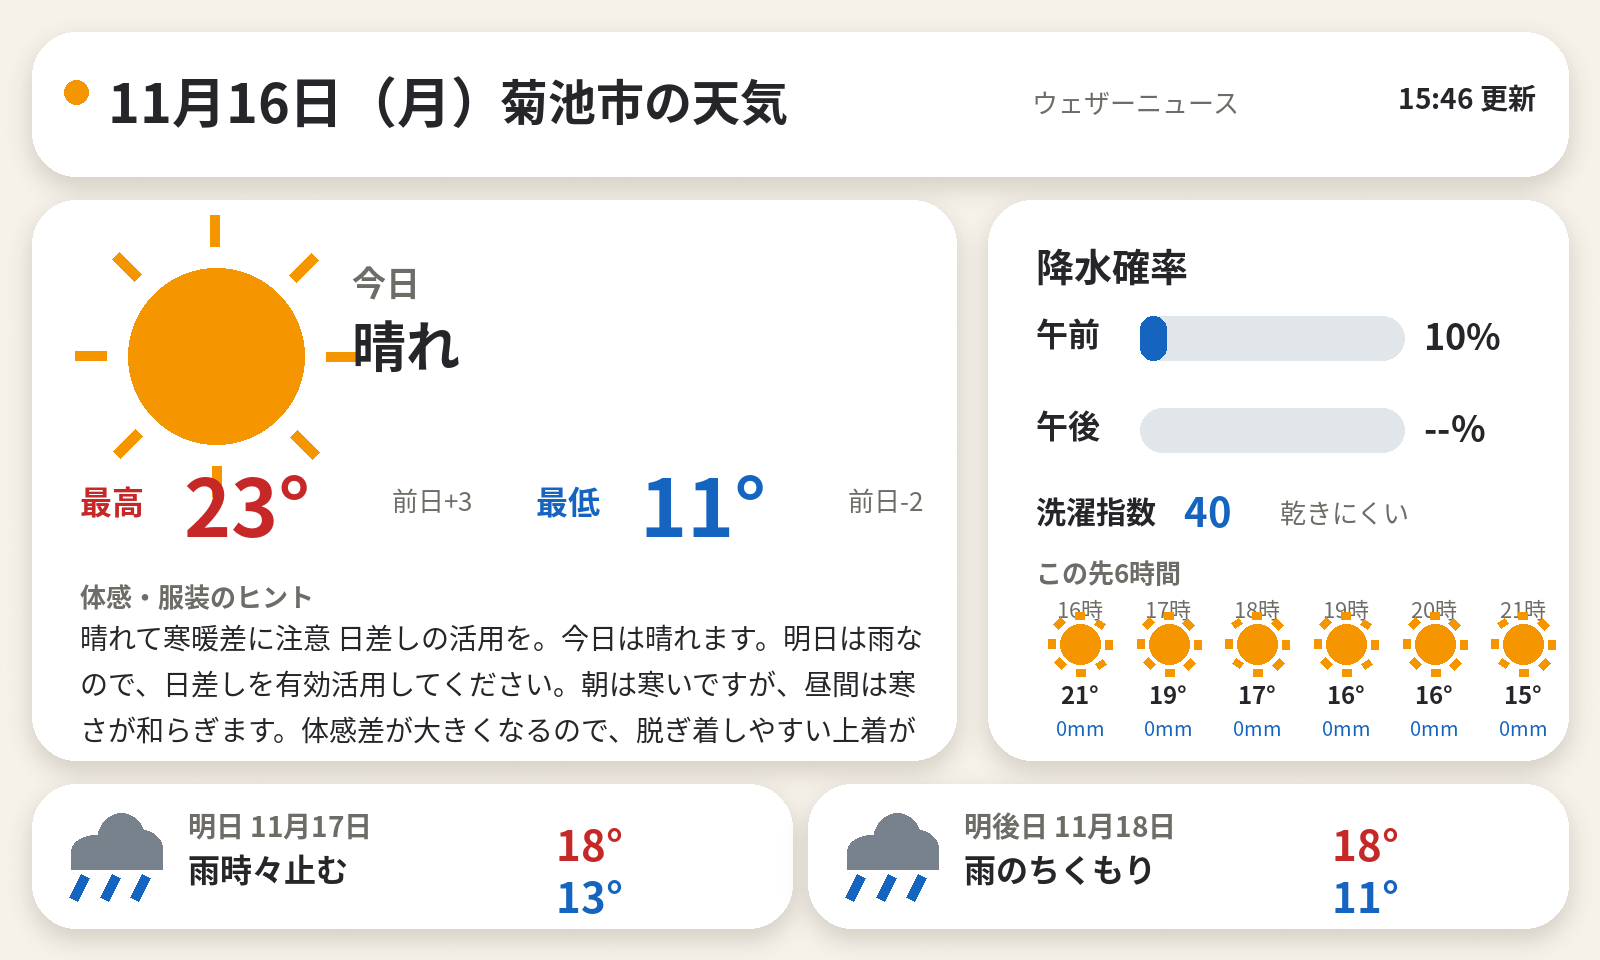 11月16日（月）菊池市の天気
ウェザーニュース
15:46 更新
今日
晴れ
最高 23° 前日+3 最低 11° 前日-2
体感・服装のヒント
晴れて寒暖差に注意 日差しの活用を。今日は晴れます。明日は雨な
ので、日差しを有効活用してください。朝は寒いですが、昼間は寒
さが和らぎます。体感差が大きくなるので、脱ぎ着しやすい上着が
降水確率
午前 10%
午後 --%
洗濯指数 40 乾きにくい
この先6時間
16時 17時 18時 19時 20時 21時
21° 19° 17° 16° 16° 15°
0mm 0mm 0mm 0mm 0mm 0mm
明日 11月17日
雨時々止む
18°
13°
明後日 11月18日
雨のちくもり
18°
11°